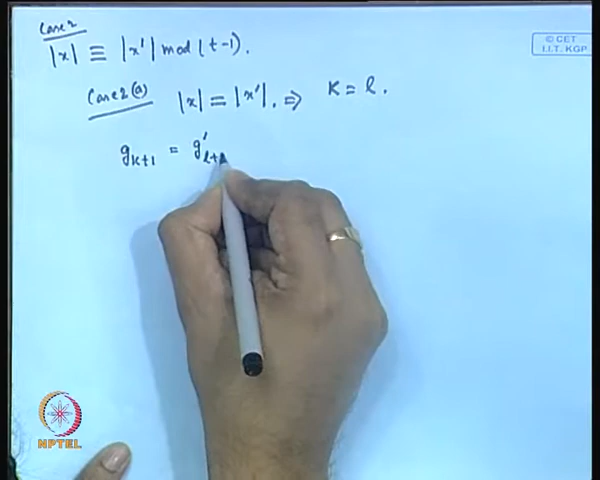 Case 2
|x| ≡ |x'| mod (t-1).
© CET
I.I.T. KGP
Case 2 (a) |x| = |x'|. ⇒ K = l.
g_{k+1} = g'_{l+1}
NPTEL